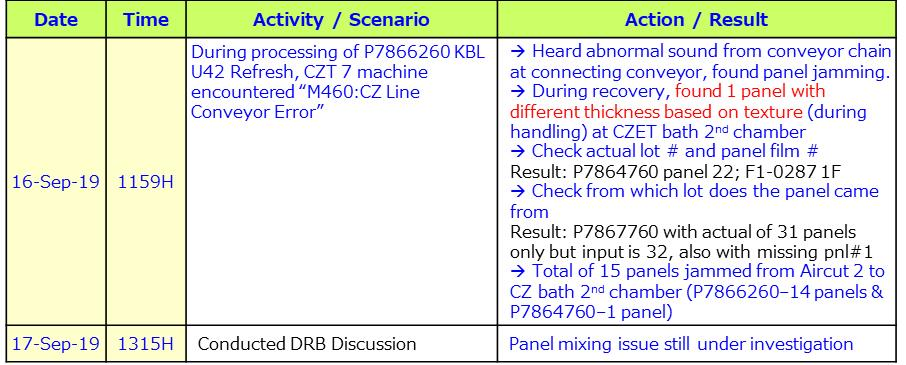 Date Time Activity / Scenario Action / Result
During processing of P7866260 KBL
U42 Refresh, CZT 7 machine
encountered “M460:CZ Line
Conveyor Error”
→ Heard abnormal sound from conveyor chain
at connecting conveyor, found panel jamming.
→ During recovery, found 1 panel with
different thickness based on texture (during
handling) at CZET bath 2nd chamber
→ Check actual lot # and panel film #
16-Sep-19 1159H
Result: P7864760 panel 22; F1-02871F
→ Check from which lot does the panel came
from
Result: P7867760 with actual of 31 panels
only but input is 32, also with missing pnl#1
→ Total of 15 panels jammed from Aircut 2 to
CZ bath 2nd chamber (P7866260–14 panels &
P7864760–1 panel)
17-Sep-19 1315H Conducted DRB Discussion Panel mixing issue still under investigation